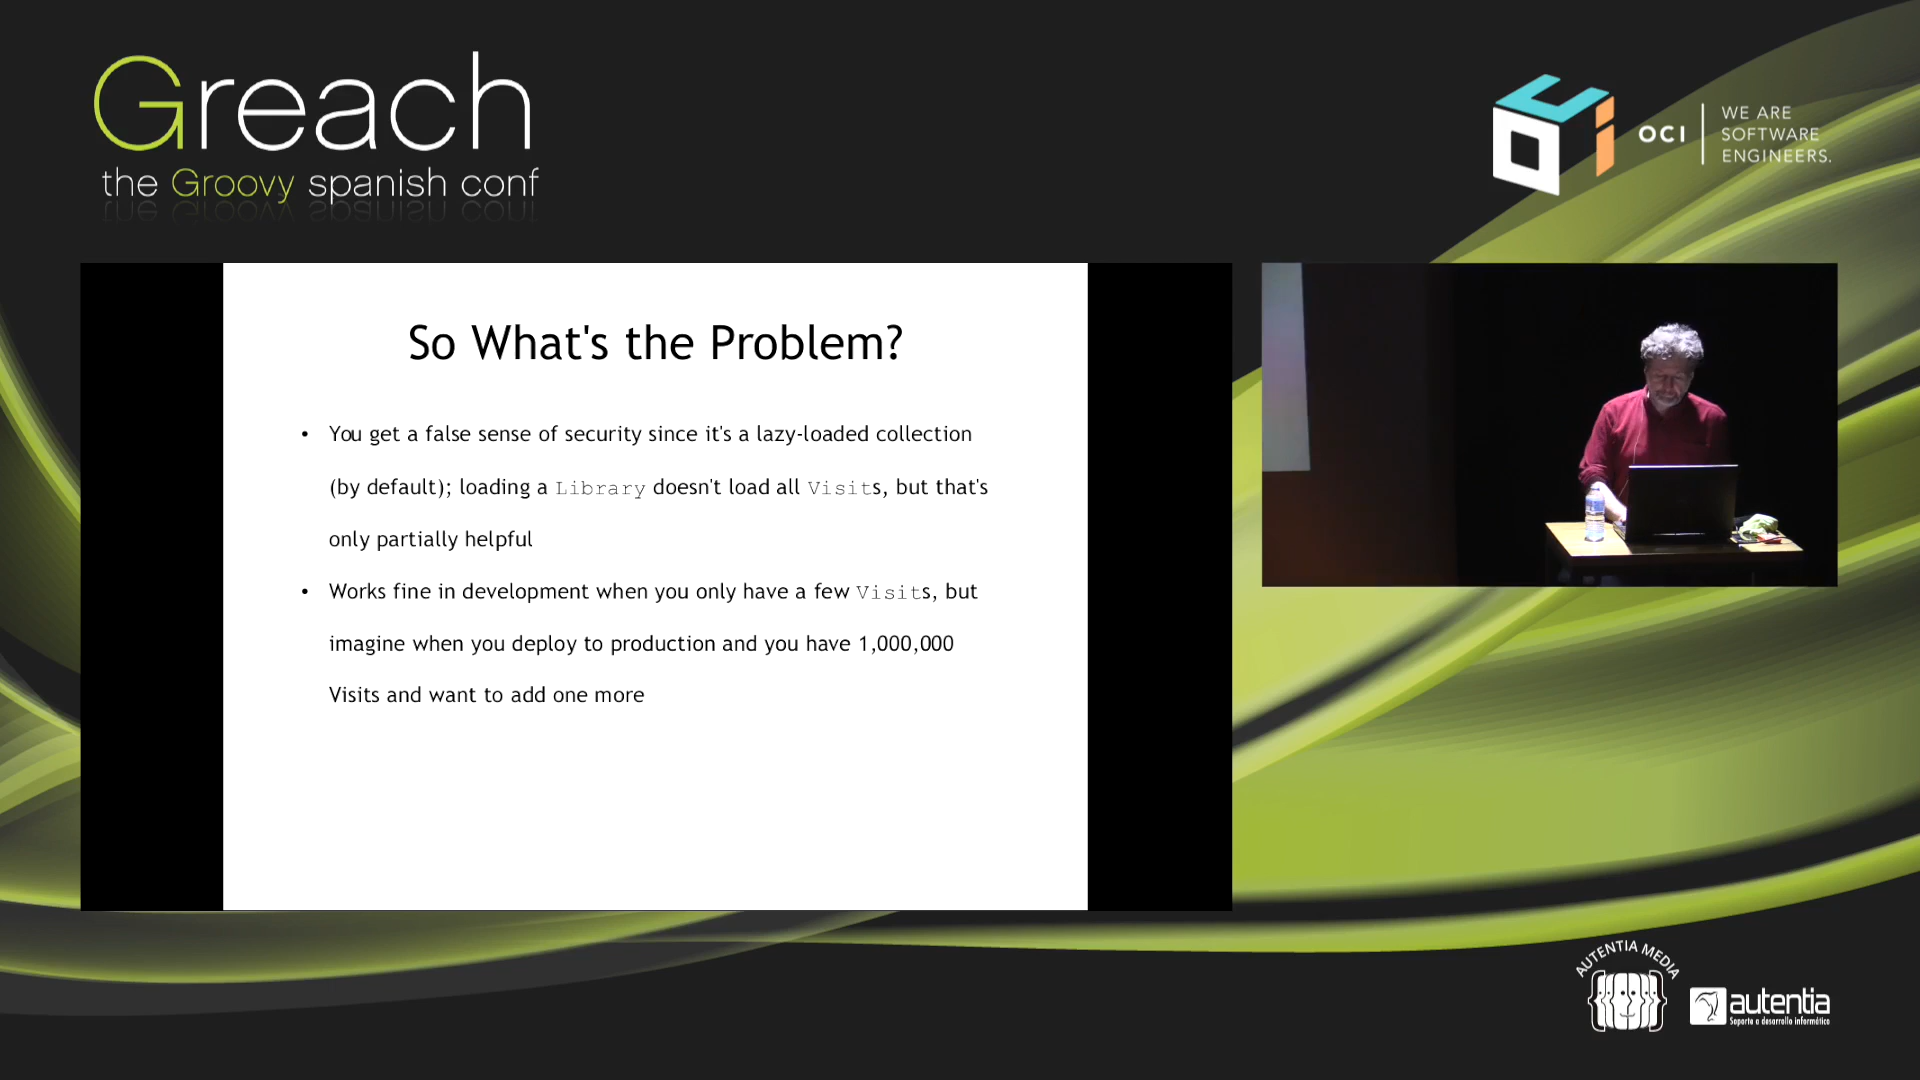 Greach
the Groovy spanish conf
OCI
WE ARE
SOFTWARE
ENGINEERS.
So What's the Problem?
• You get a false sense of security since it's a lazy-loaded collection
(by default); loading a Library doesn't load all Visits, but that's
only partially helpful
• Works fine in development when you only have a few Visits, but
imagine when you deploy to production and you have 1,000,000
Visits and want to add one more
AUTENTIA MEDIA
autentia
Soporte a desarrollo informático